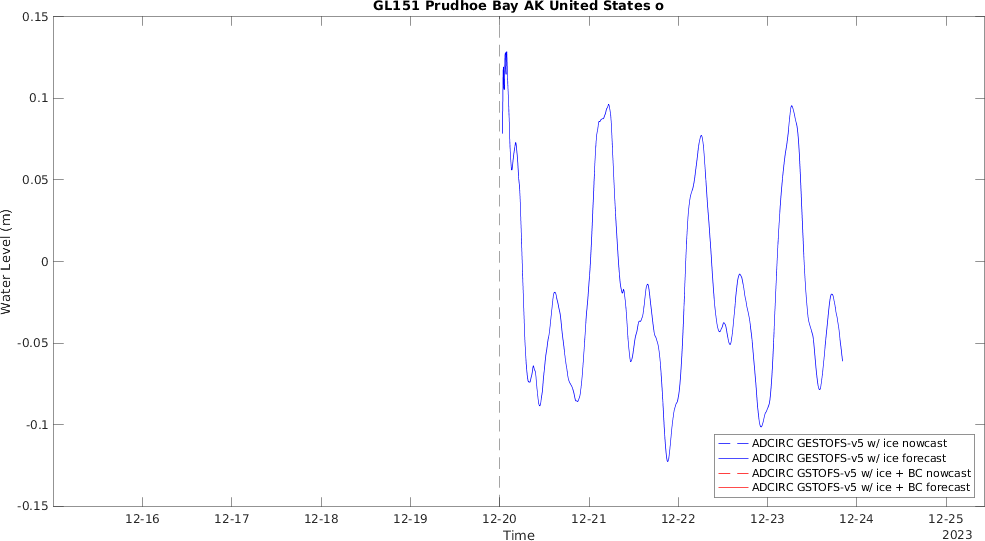 GL151 Prudhoe Bay AK United States o
0.15
0.1
0.05
0
-0.05
-0.1
-0.15
Water Level (m)
12-16
12-17
12-18
12-19
12-20
12-21
12-22
12-23
12-24
12-25
Time
2023
ADCIRC GESTOFS-v5 w/ ice nowcast
ADCIRC GESTOFS-v5 w/ ice forecast
ADCIRC GSTOFS-v5 w/ ice + BC nowcast
ADCIRC GSTOFS-v5 w/ ice + BC forecast